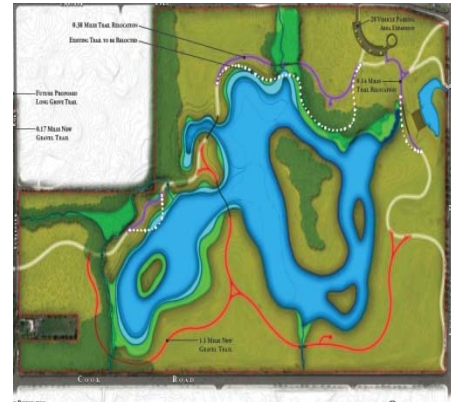 0.38 MILES TRAIL RELOCATION
EXISTING TRAIL TO BE RELOCTED
20 VEHICLE PARKING
AREA EXPANSION
0.14 MILES
TRAIL RELOCATION
FUTURE PROPOSED
LONG GROVE TRAIL
0.17 MILES NEW
GRAVEL TRAIL
1.1 MILES NEW
GRAVEL TRAIL
ROAD